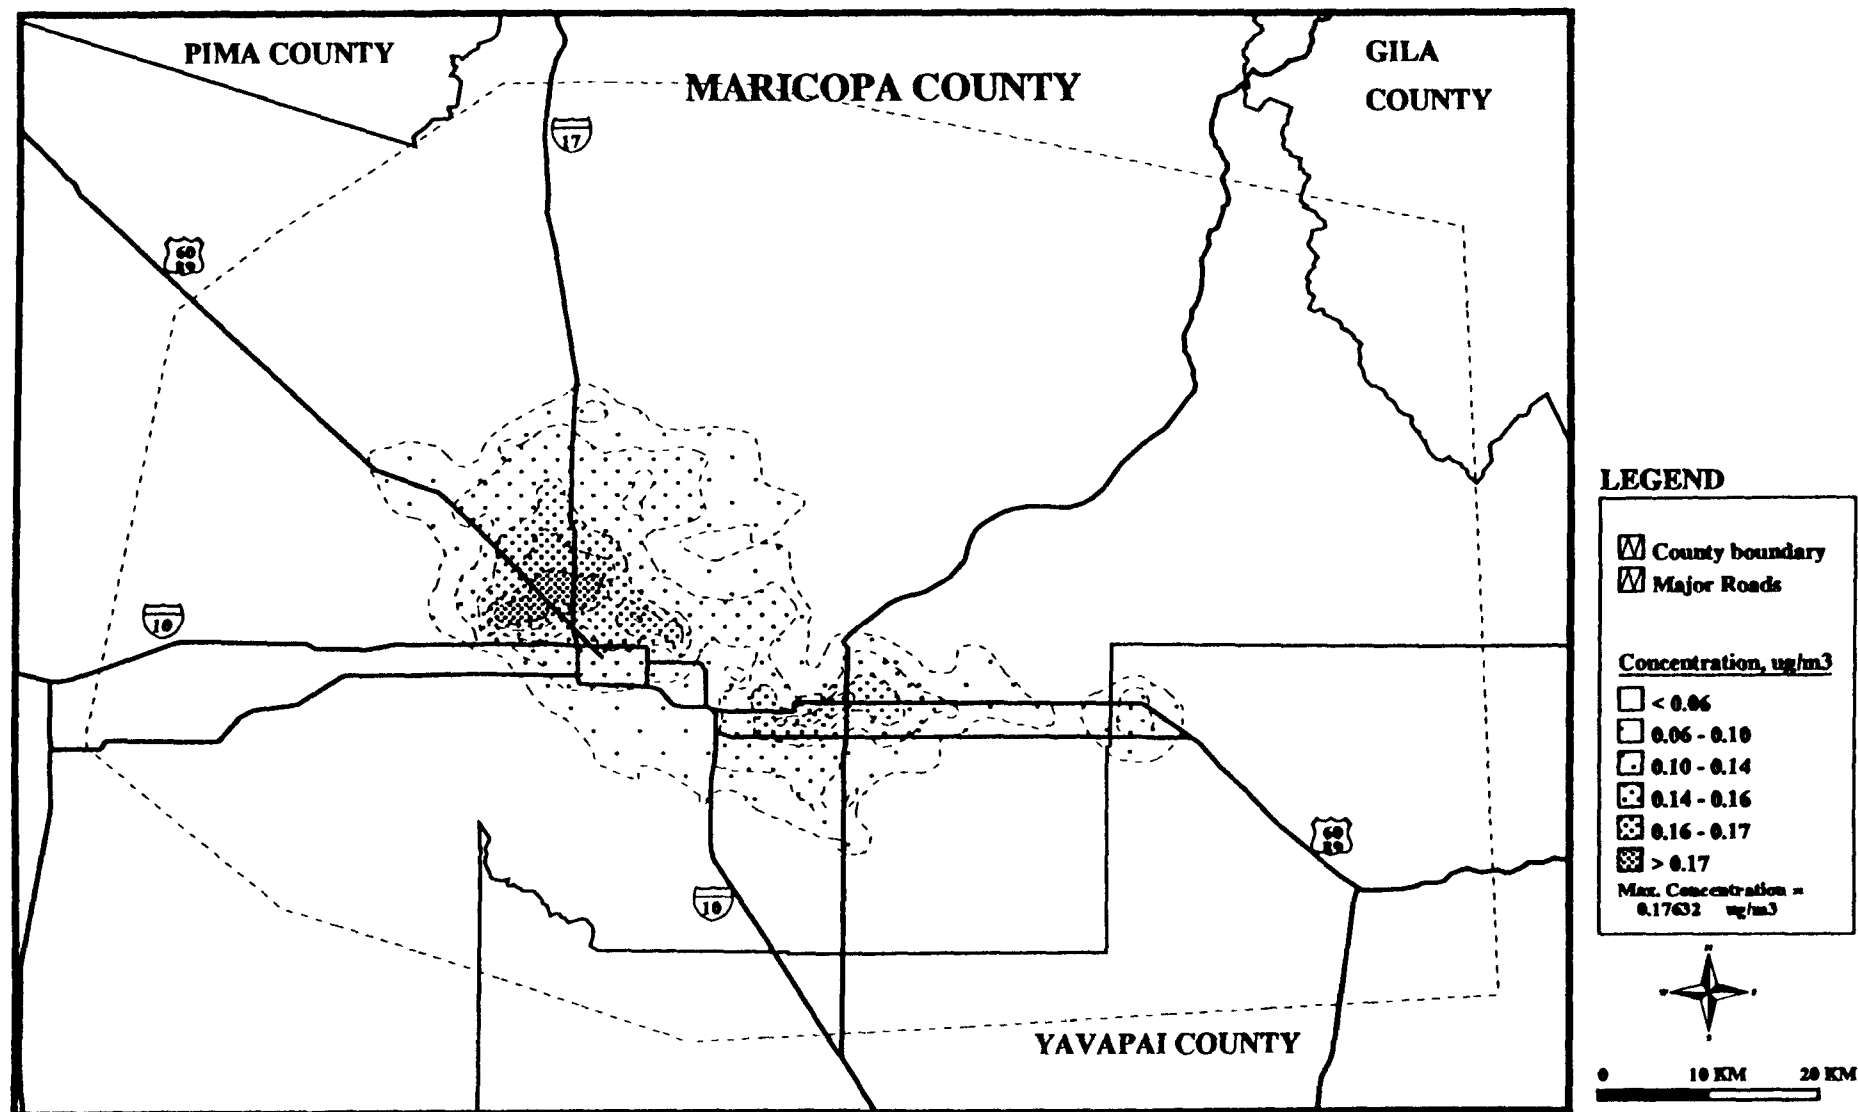 PIMA COUNTY
MARICOPA COUNTY
GILA
COUNTY
17
60
89
10
LEGEND
County boundary
Major Roads
Concentration, ug/m3
< 0.06
0.06 - 0.10
0.10 - 0.14
0.14 - 0.16
0.16 - 0.17
> 0.17
Max. Concentration =
0.17632 ug/m3
60
89
10
YAVAPAI COUNTY
0 10 KM 20 KM